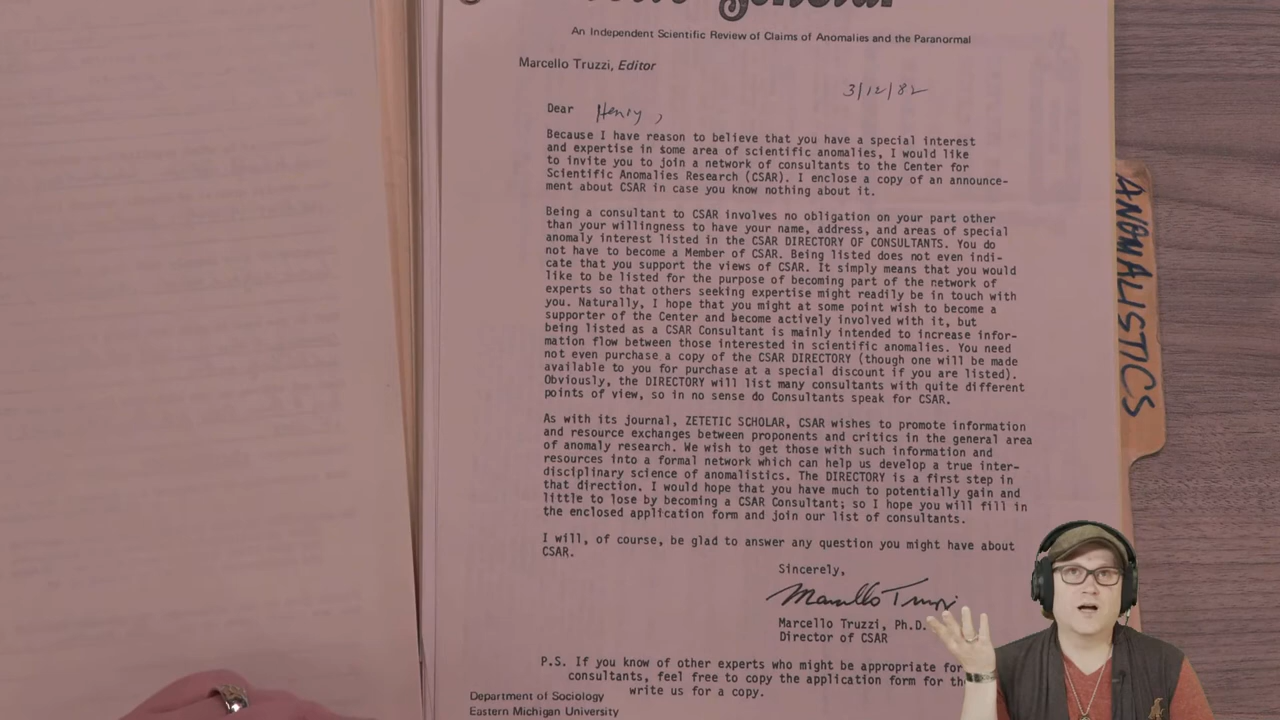 Scholar
An Independent Scientific Review of Claims of Anomalies and the Paranormal
Marcello Truzzi, Editor
3/12/82
Dear Henry,
Because I have reason to believe that you have a special interest
and expertise in some area of scientific anomalies, I would like
to invite you to join a network of consultants to the Center for
Scientific Anomalies Research (CSAR). I enclose a copy of an announce-
ment about CSAR in case you know nothing about it.
Being a consultant to CSAR involves no obligation on your part other
than your willingness to have your name, address, and areas of special
anomaly interest listed in the CSAR DIRECTORY OF CONSULTANTS. You do
not have to become a Member of CSAR. Being listed does not even indi-
cate that you support the views of CSAR. It simply means that you would
like to be listed for the purpose of becoming part of the network of
experts so that others seeking expertise might readily be in touch with
you. Naturally, I hope that you might at some point wish to become a
supporter of the Center and become actively involved with it, but
being listed as a CSAR Consultant is mainly intended to increase infor-
mation flow between those interested in scientific anomalies. You need
not even purchase a copy of the CSAR DIRECTORY (though one will be made
available to you for purchase at a special discount if you are listed).
Obviously, the DIRECTORY will list many consultants with quite different
points of view, so in no sense do Consultants speak for CSAR.
As with its journal, ZETETIC SCHOLAR, CSAR wishes to promote information
and resource exchanges between proponents and critics in the general area
of anomaly research. We wish to get those with such information and
resources into a formal network which can help us develop a true inter-
disciplinary science of anomalistics. The DIRECTORY is a first step in
that direction. I would hope that you have much to potentially gain and
little to lose by becoming a CSAR Consultant; so I hope you will fill in
the enclosed application form and join our list of consultants.
I will, of course, be glad to answer any question you might have about
CSAR.
Sincerely,
Marcello Truzzi
Marcello Truzzi, Ph.D.
Director of CSAR
P.S. If you know of other experts who might be appropriate for
consultants, feel free to copy the application form for
write us for a copy.
Department of Sociology
Eastern Michigan University
ANOMALISTICS